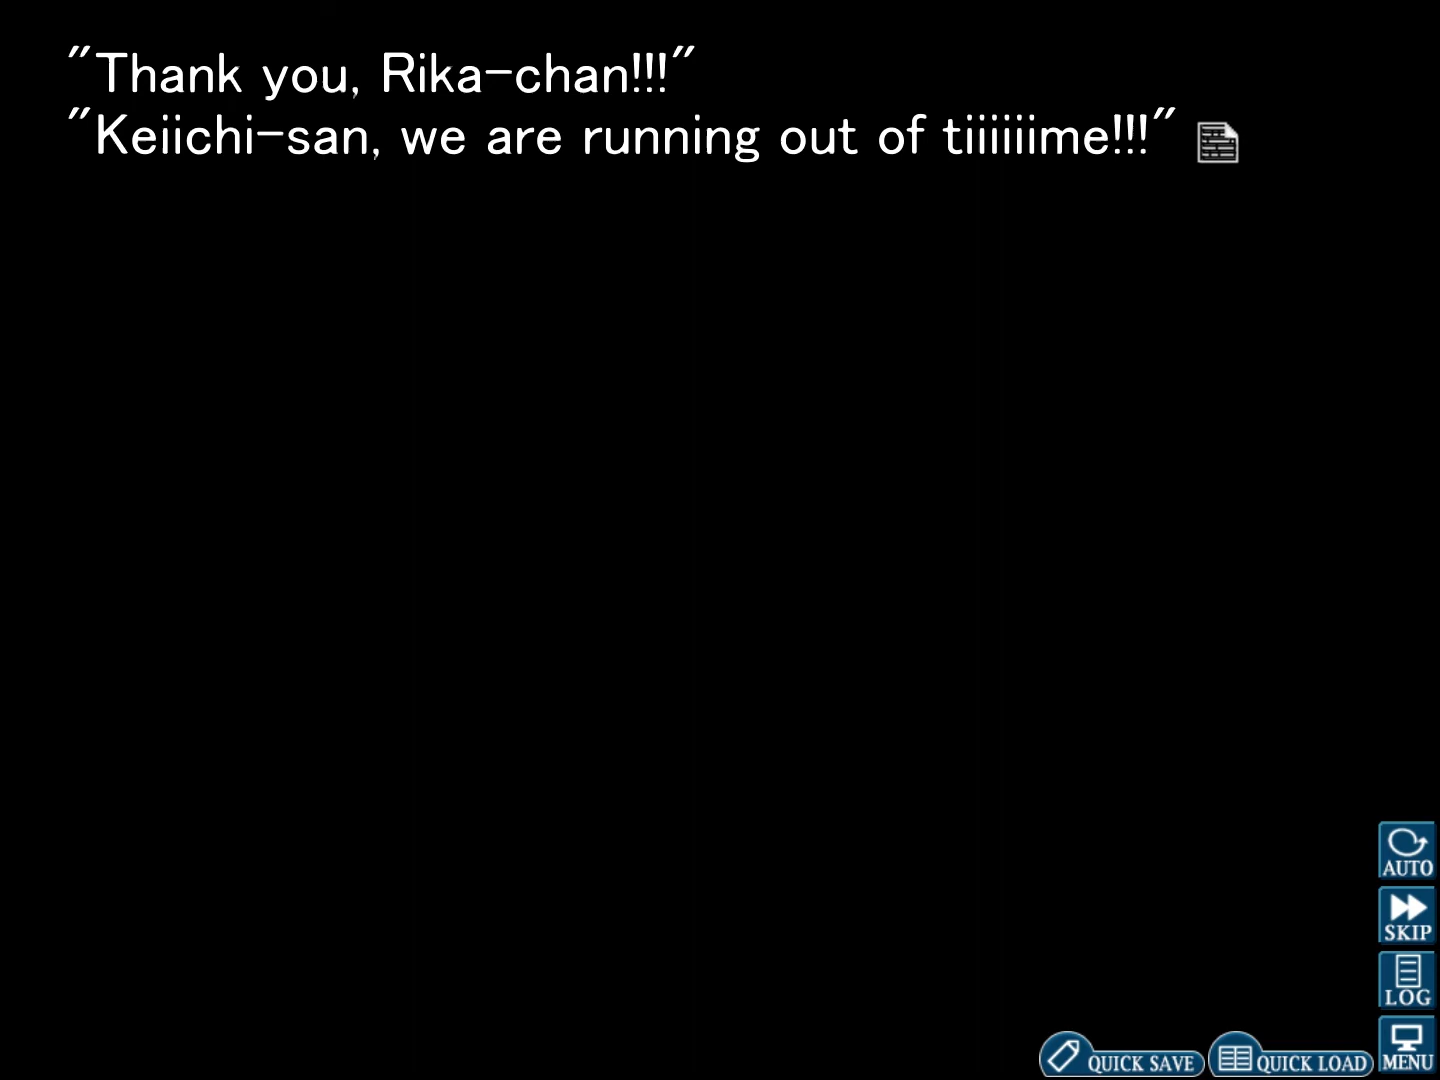 "Thank you, Rika-chan!!!"
"Keiichi-san, we are running out of tiiiiiime!!!"
AUTO
SKIP
LOG
QUICK SAVE
QUICK LOAD
MENU